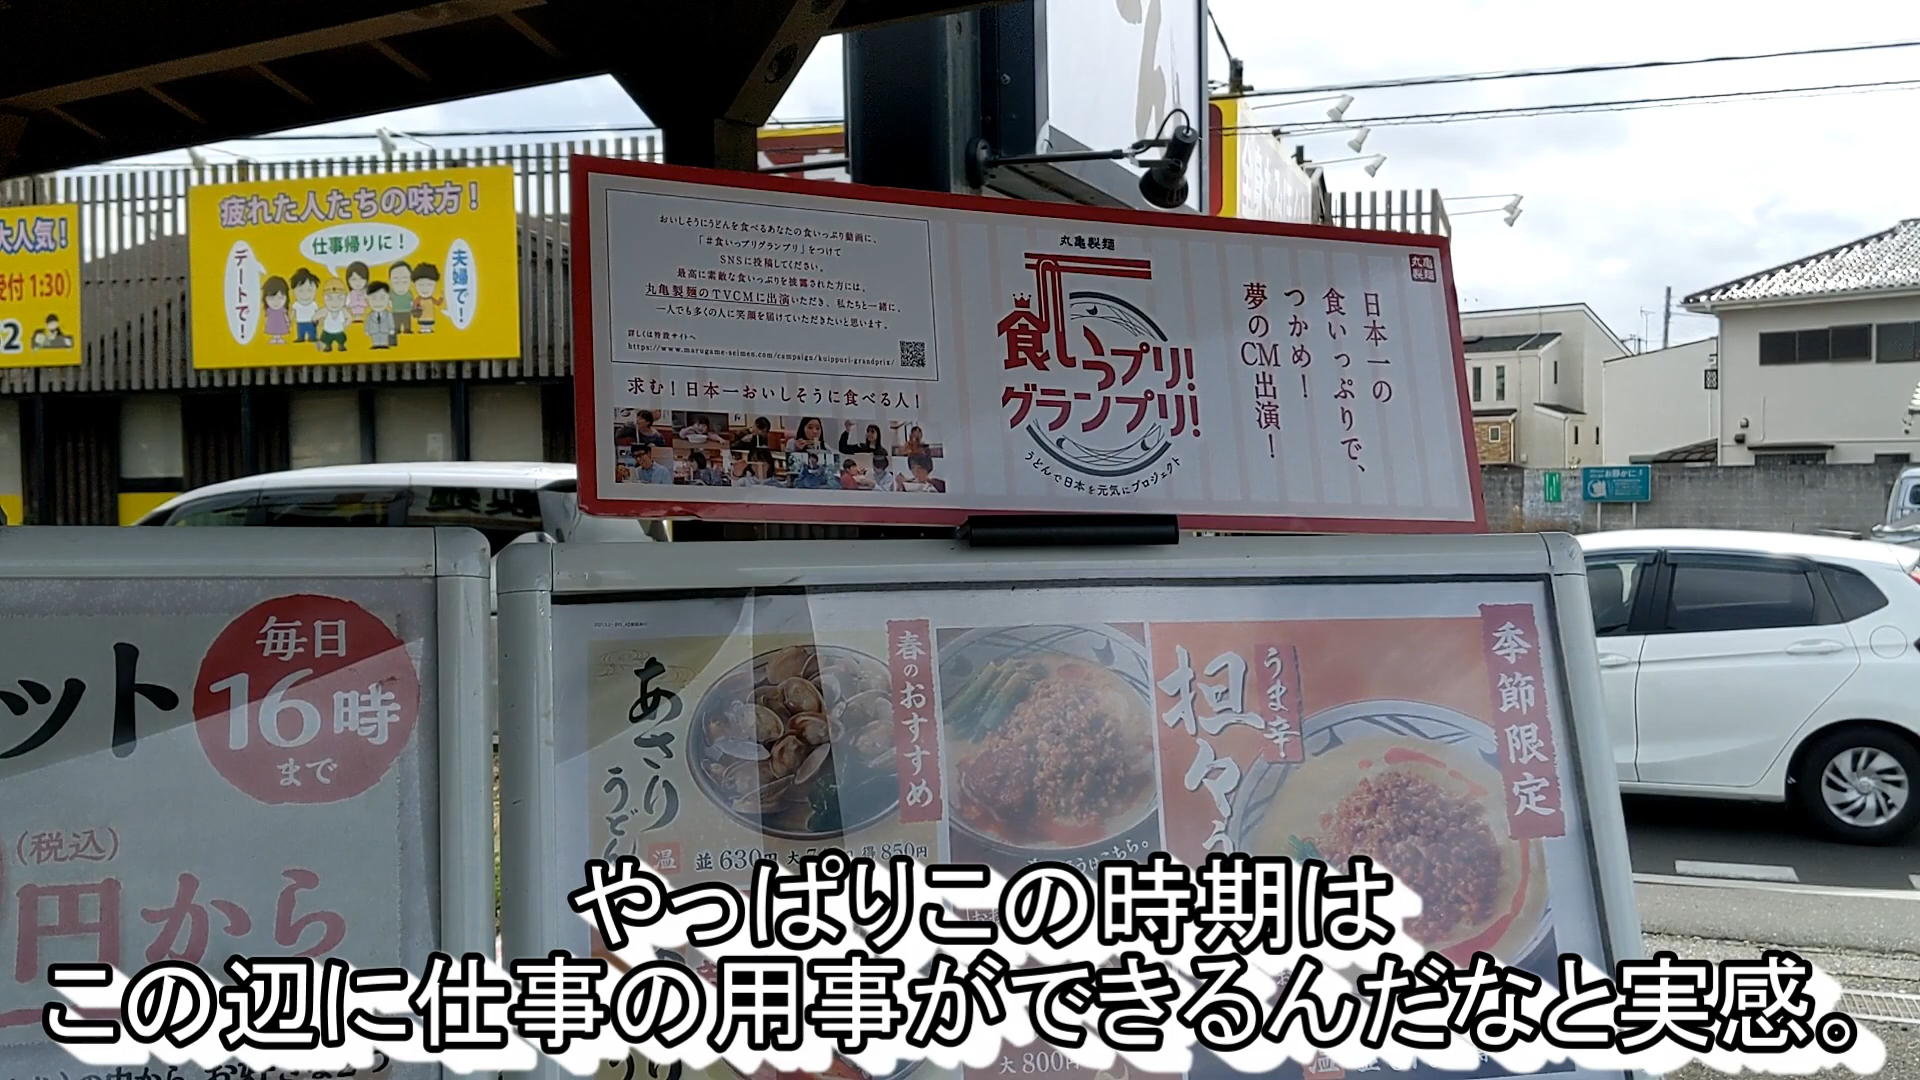 疲れた人たちの味方！
仕事帰りに！
デートで！
夫婦で！
大人気！
受付 1:30）
おいしそうにうどんを食べるあなたの食いっぷり動画に、
「＃食いっプリグランプリ」をつけて
SNSに投稿してください。
最高に素敵な食いっぷりを披露された方には、
丸亀製麺のTVCMに出演いただき、私たちと一緒に、
一人でも多くの人に笑顔を届けていただきたいと思います。
詳しくは特設サイトへ
https://www.marugame-seimen.com/campaign/kuippuri-grandprix/
求む！日本一おいしそうに食べる人！
丸亀製麺
食いっプリ！
グランプリ！
うどんで日本を元気にプロジェクト
日本一の
食いっぷりで、
つかめ！
夢のCM出演！
丸亀
製麺
ット
毎日
16時
まで
（税込）
円から
あさり
うどん
温 並 630円 大 得 850円
春のおすすめ
うま辛
担々う
季節限定
こちら。
大 800円
やっぱりこの時期は
この辺に仕事の用事ができるんだなと実感。